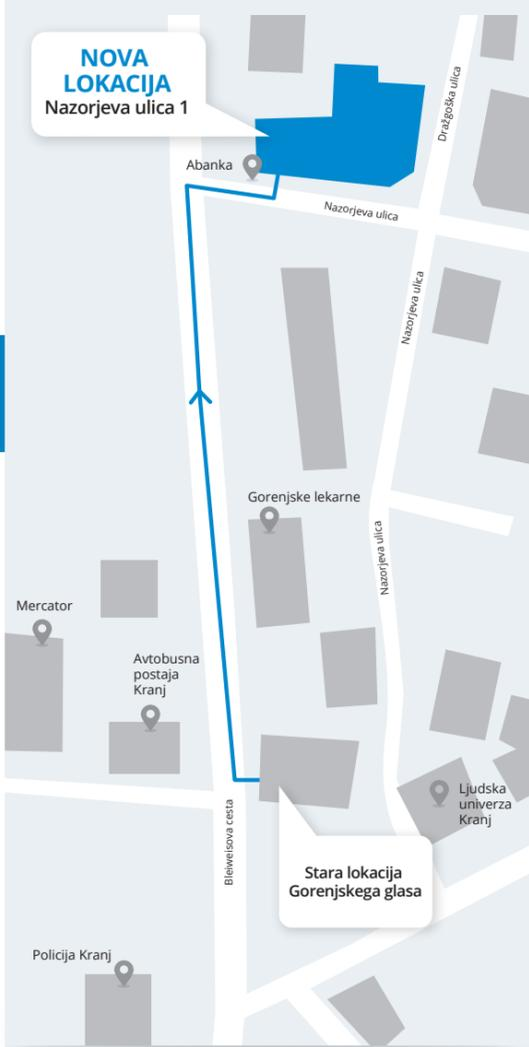 NOVA
LOKACIJA
Nazorjeva ulica 1
Abanka
Dražgoška ulica
Nazorjeva ulica
Nazorjeva ulica
Gorenjske lekarne
Nazorjeva ulica
Mercator
Avtobusna
postaja
Kranj
Ljudska
univerza
Kranj
Bleiweisova cesta
Stara lokacija
Gorenjskega glasa
Policija Kranj